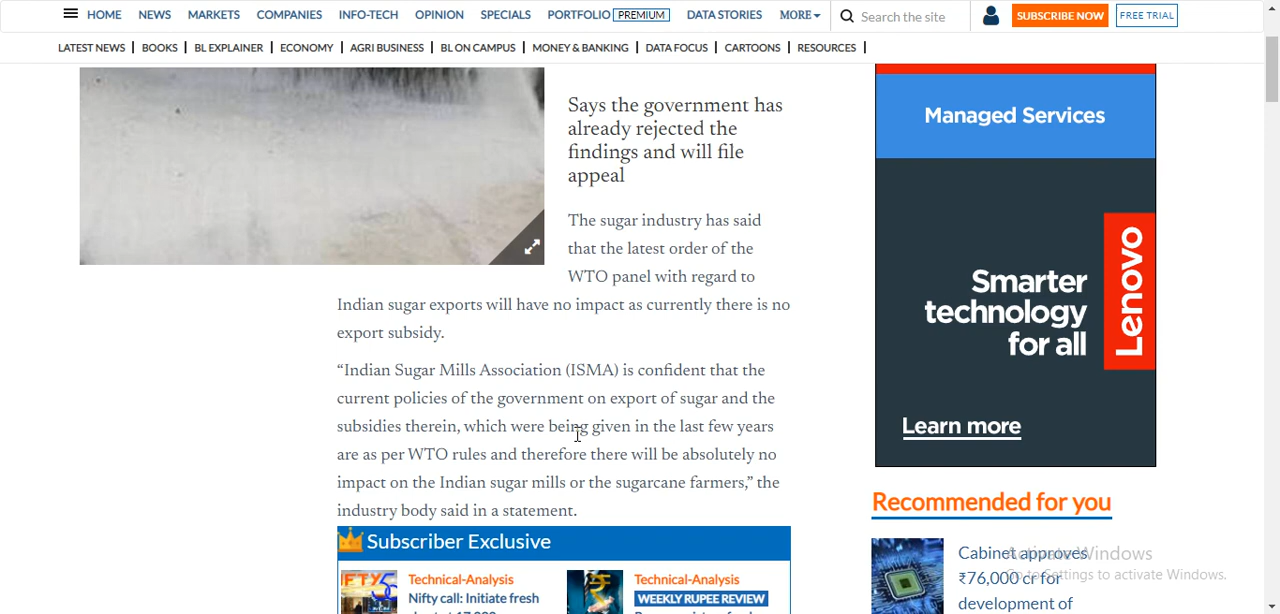 HOME NEWS MARKETS COMPANIES INFO-TECH OPINION SPECIALS PORTFOLIO PREMIUM DATA STORIES MORE Search the site SUBSCRIBE NOW FREE TRIAL
LATEST NEWS BOOKS BL EXPLAINER ECONOMY AGRI BUSINESS BL ON CAMPUS MONEY & BANKING DATA FOCUS CARTOONS RESOURCES
Says the government has
already rejected the
findings and will file
appeal
The sugar industry has said
that the latest order of the
WTO panel with regard to
Indian sugar exports will have no impact as currently there is no
export subsidy.
“Indian Sugar Mills Association (ISMA) is confident that the
current policies of the government on export of sugar and the
subsidies therein, which were being given in the last few years
are as per WTO rules and therefore there will be absolutely no
impact on the Indian sugar mills or the sugarcane farmers,” the
industry body said in a statement.
Subscriber Exclusive
Technical-Analysis
Nifty call: Initiate fresh
Technical-Analysis
WEEKLY RUPEE REVIEW
Managed Services
Smarter
technology
for all
Lenovo
Learn more
Recommended for you
Cabinet approves
₹76,000 cr for
development of
Activate Windows
Go to Settings to activate Windows.